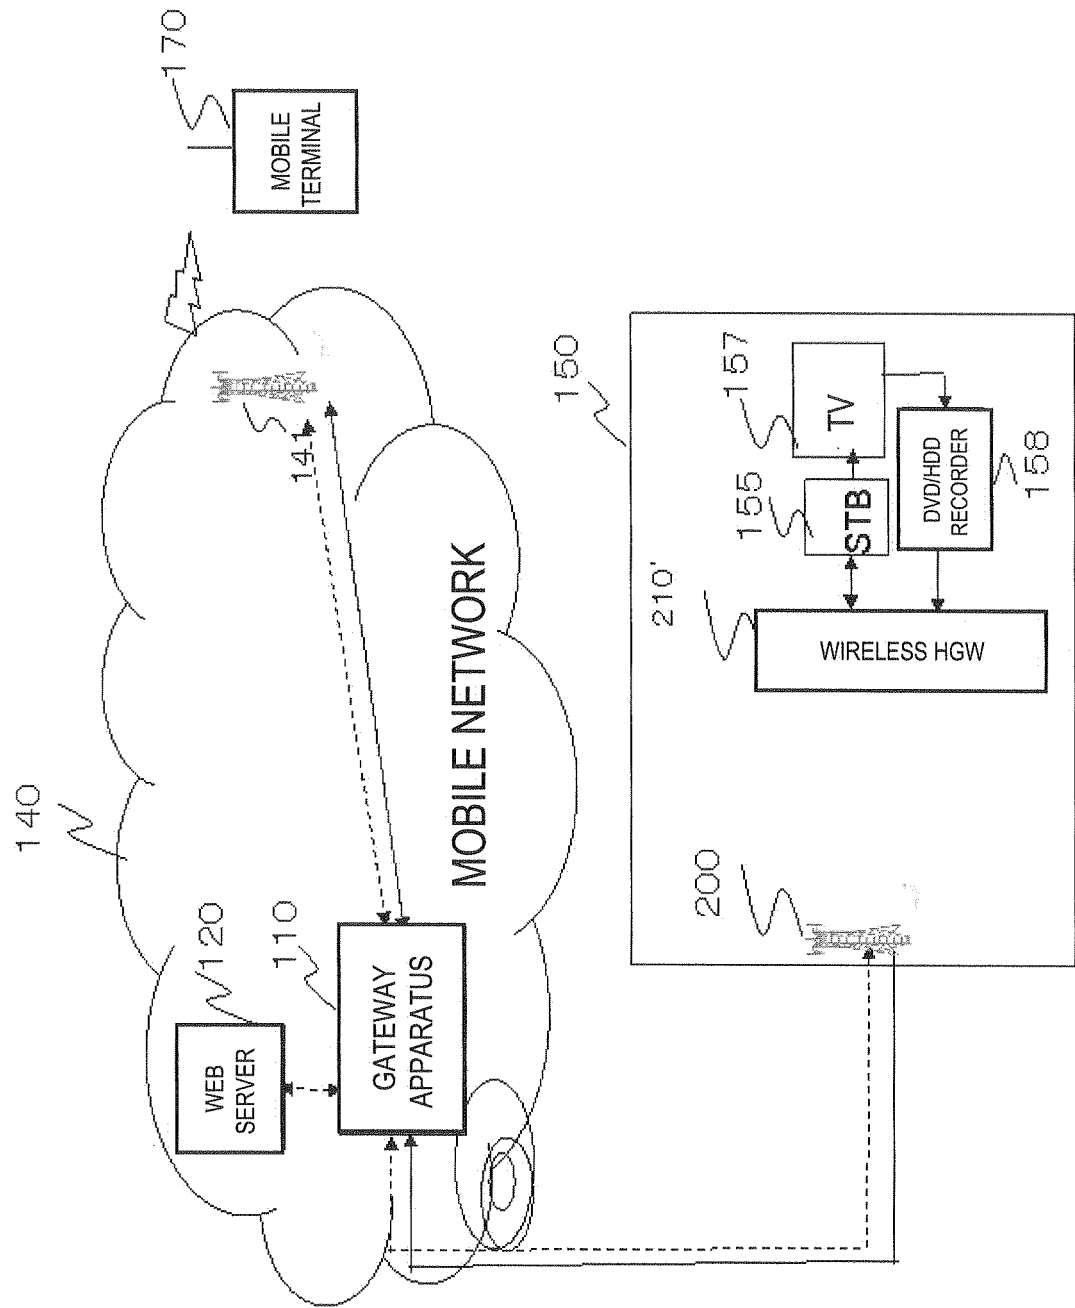 140
WEB
SERVER
120
110
GATEWAY
APPARATUS
MOBILE NETWORK
141
170
MOBILE
TERMINAL
150
200
210'
WIRELESS HGW
155
STB
157
TV
DVD/HDD
RECORDER
158